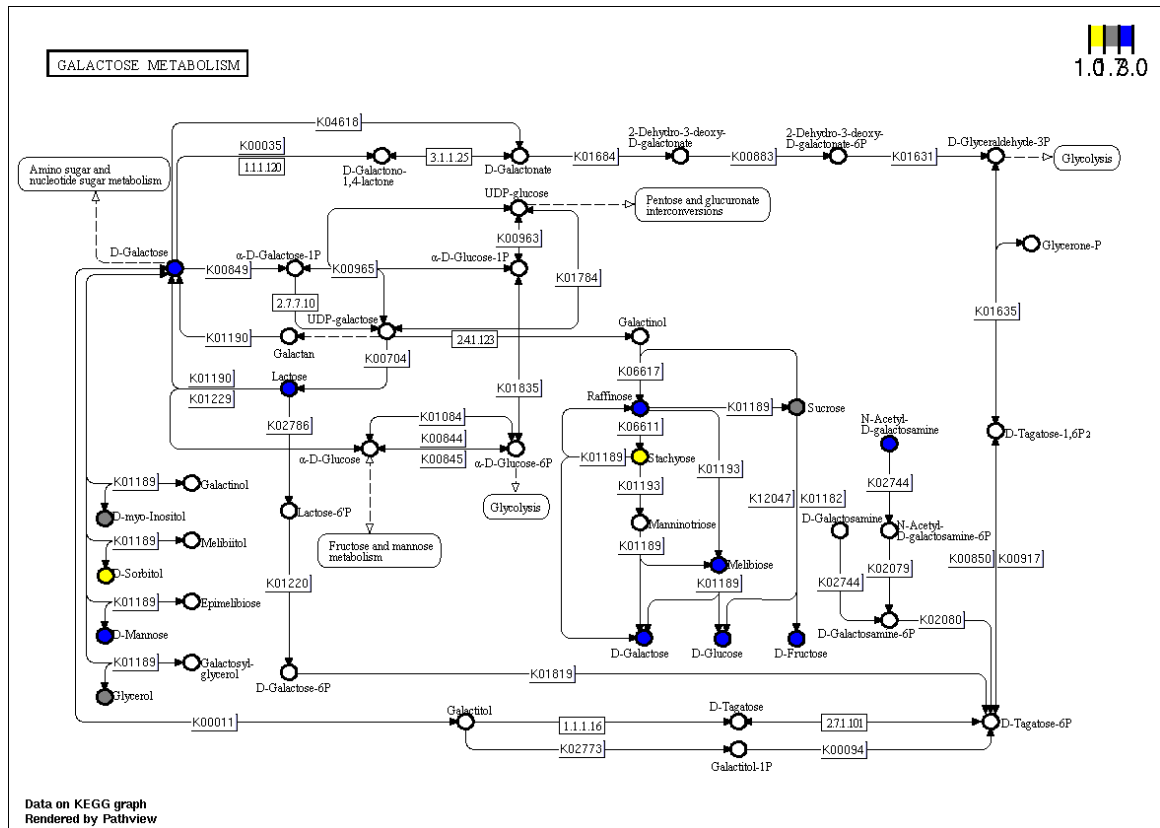 GALACTOSE METABOLISM
K04618
K00035
1.1.1.120
D-Galactono-
1,4-lactone
3.1.1.25
D-Galactonate
K01684
2-Dehydro-3-deoxy-
D-galactonate
K00883
2-Dehydro-3-deoxy-
D-galactonate-6P
K01631
D-Glyceraldehyde-3P
Glycolysis
Amino sugar and
nucleotide sugar metabolism
UDP-glucose
Pentose and glucuronate
interconversions
K00963
K01784
Glycerone-P
D-Galactose
K00849
α-D-Galactose-1P
K00965
α-D-Glucose-1P
2.7.7.10
UDP-galactose
K01190
Galactan
2.4.1.123
Galactinol
K01635
K00704
K01190
K01229
Lactose
K01835
K06617
K02786
K01084
K00844
K00845
α-D-Glucose
α-D-Glucose-6P
Raffinose
K01189
Sucrose
K06611
K01189
Stachyose
K01193
K01193
N-Acetyl-
D-galactosamine
D-Tagatose-1,6P2
K02744
K12047
K01182
Glycolysis
Lactose-6'P
Manninotriose
K01189
D-Galactosamine
N-Acetyl-
D-galactosamine-6P
K00850
K00917
Fructose and mannose
metabolism
Melibiose
K01189
K02744
K02079
K01189
Galactinol
D-myo-Inositol
K01189
Melibiitol
D-Sorbitol
K01220
K01189
Epimelibiose
D-Mannose
D-Galactosamine-6P
K02080
D-Galactose
D-Glucose
D-Fructose
K01189
Galactosyl-
glycerol
Glycerol
D-Galactose-6P
K01819
K00011
Galactitol
1.1.1.16
D-Tagatose
2.7.1.101
D-Tagatose-6P
K02773
Galactitol-1P
K00094
Data on KEGG graph
Rendered by Pathview